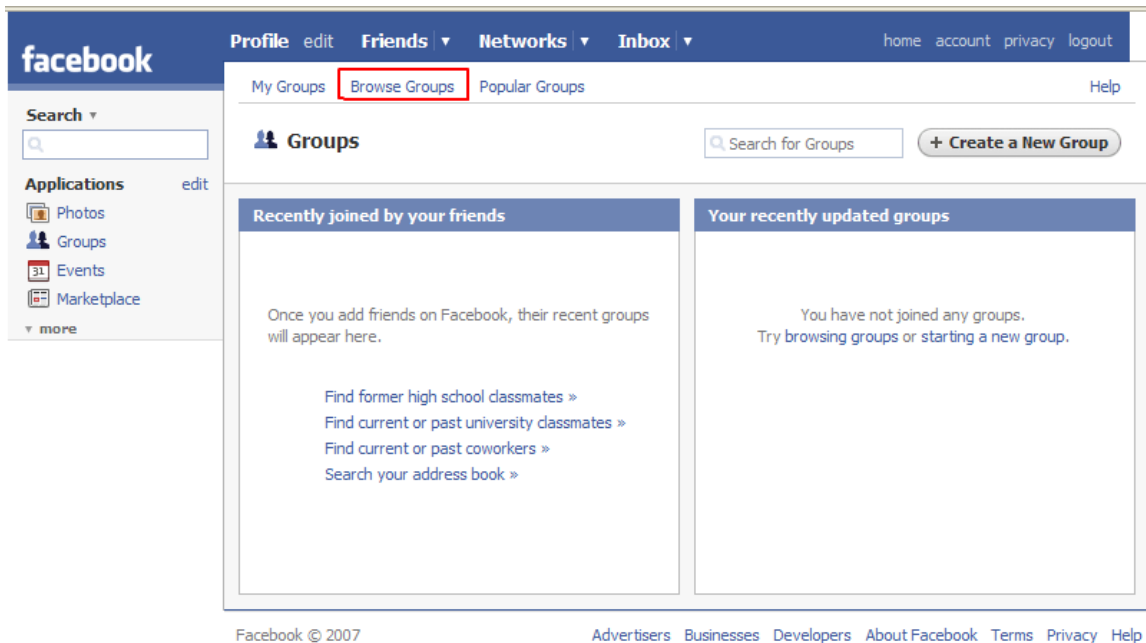 facebook
Profile edit Friends ▾ Networks ▾ Inbox ▾ home account privacy logout
My Groups Browse Groups Popular Groups Help
Search ▾
Groups
Search for Groups
+ Create a New Group
Applications edit
Photos
Groups
31 Events
Marketplace
▾ more
Recently joined by your friends
Once you add friends on Facebook, their recent groups
will appear here.
Find former high school classmates »
Find current or past university classmates »
Find current or past coworkers »
Search your address book »
Your recently updated groups
You have not joined any groups.
Try browsing groups or starting a new group.
Facebook © 2007 Advertisers Businesses Developers About Facebook Terms Privacy Help